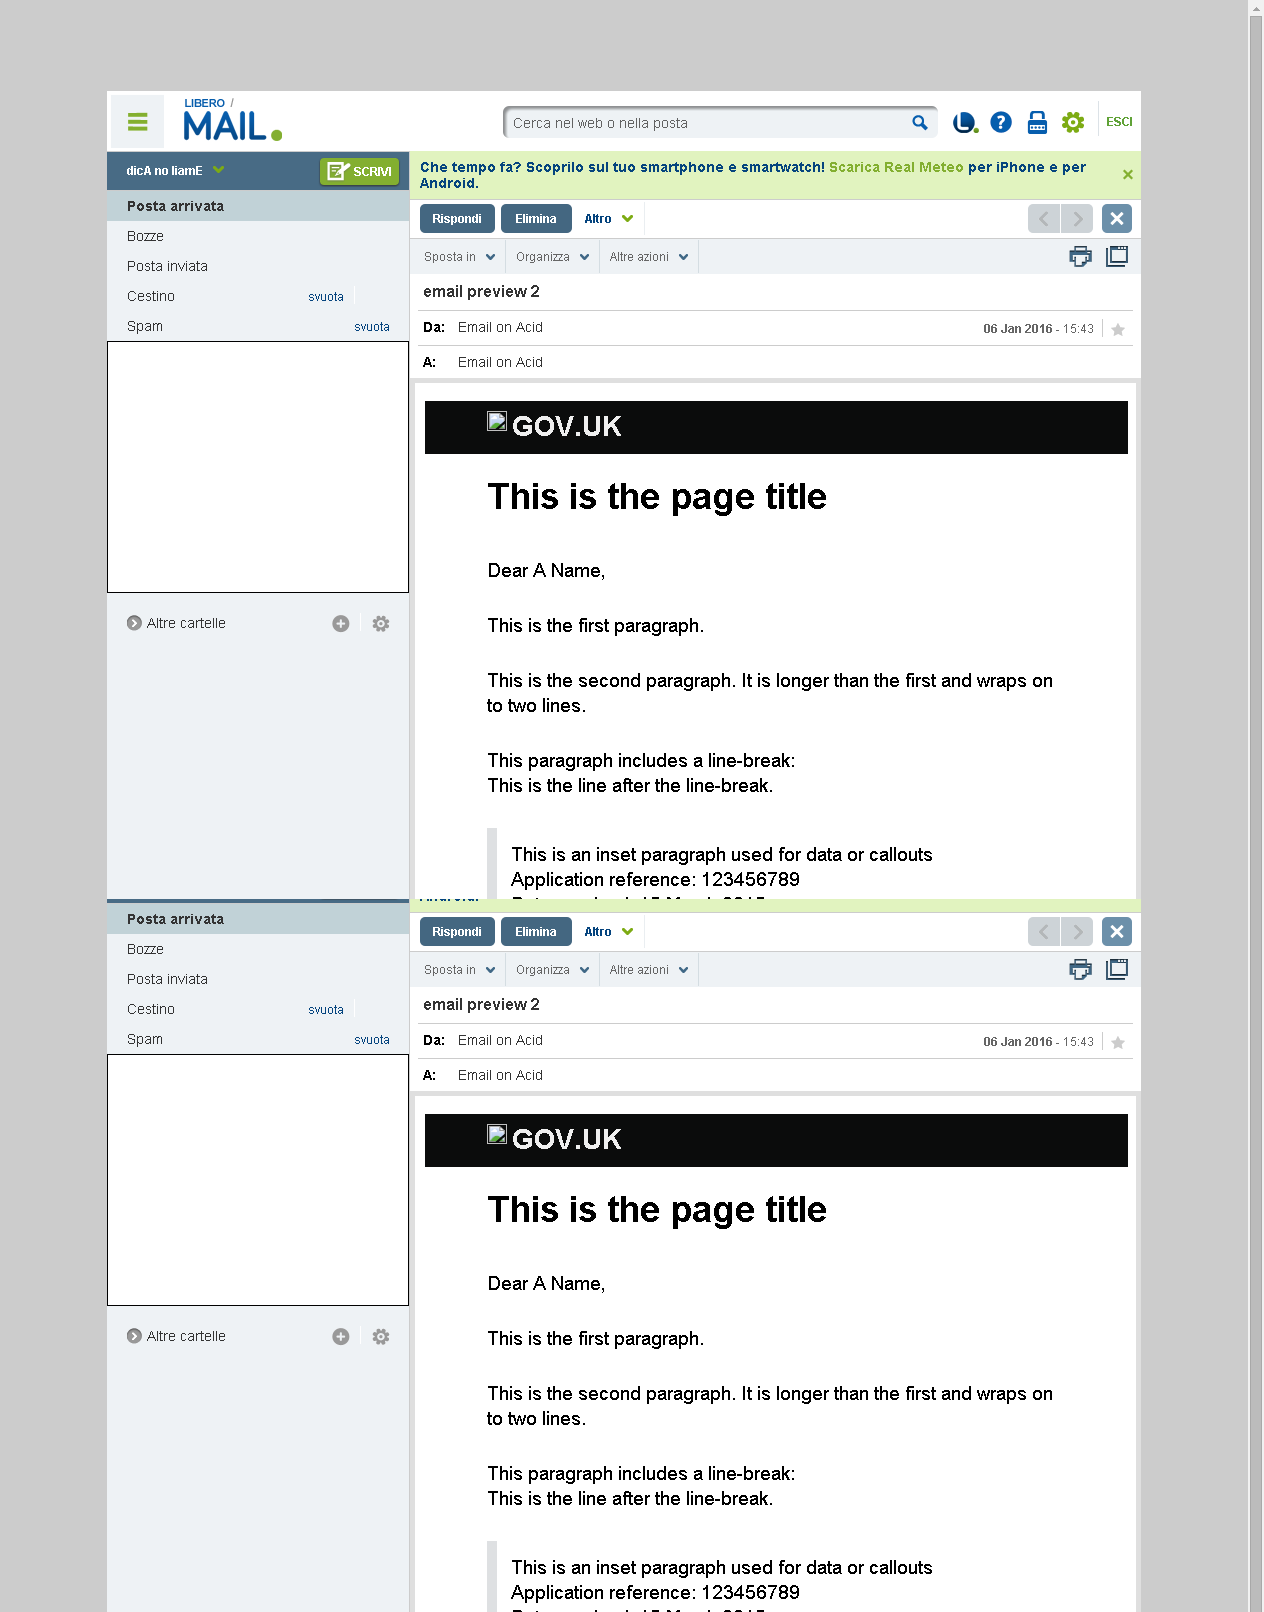 LIBERO /
MAIL
Cerca nel web o nella posta
ESCI
dicA no liamE
SCRIVI
Che tempo fa? Scoprilo sul tuo smartphone e smartwatch! Scarica Real Meteo per iPhone e per
Android.
Posta arrivata
Bozze
Posta inviata
Cestino svuota
Spam svuota
Altre cartelle
Rispondi Elimina Altro
Sposta in Organizza Altre azioni
email preview 2
Da: Email on Acid 06 Jan 2016 - 15:43
A: Email on Acid
GOV.UK
This is the page title
Dear A Name,
This is the first paragraph.
This is the second paragraph. It is longer than the first and wraps on
to two lines.
This paragraph includes a line-break:
This is the line after the line-break.
This is an inset paragraph used for data or callouts
Application reference: 123456789
Posta arrivata
Bozze
Posta inviata
Cestino svuota
Spam svuota
Altre cartelle
Rispondi Elimina Altro
Sposta in Organizza Altre azioni
email preview 2
Da: Email on Acid 06 Jan 2016 - 15:43
A: Email on Acid
GOV.UK
This is the page title
Dear A Name,
This is the first paragraph.
This is the second paragraph. It is longer than the first and wraps on
to two lines.
This paragraph includes a line-break:
This is the line after the line-break.
This is an inset paragraph used for data or callouts
Application reference: 123456789